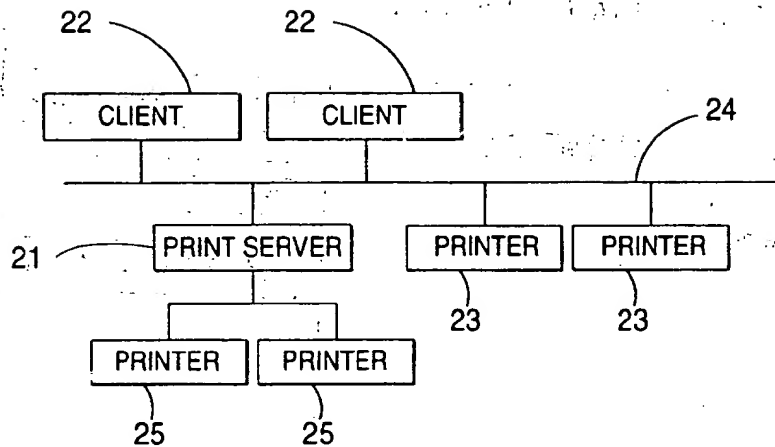 22 22
CLIENT CLIENT
24
21 PRINT SERVER PRINTER PRINTER
23 23
PRINTER PRINTER
25 25